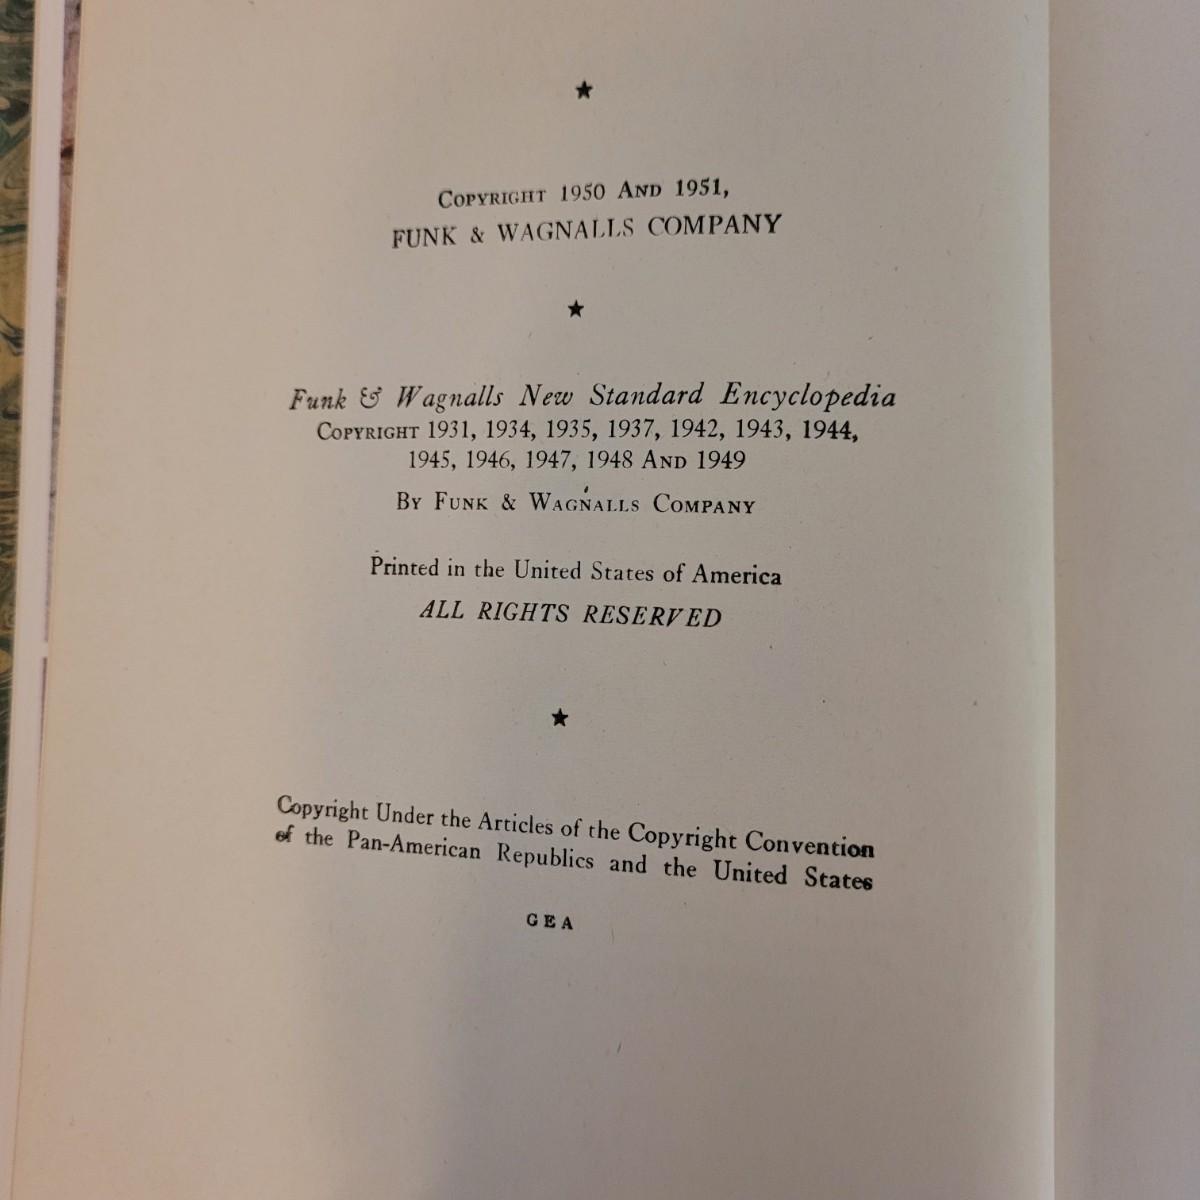 Copyright 1950 And 1951,
FUNK & WAGNALLS COMPANY
Funk & Wagnalls New Standard Encyclopedia
Copyright 1931, 1934, 1935, 1937, 1942, 1943, 1944,
1945, 1946, 1947, 1948 And 1949
By Funk & Wagnalls Company
Printed in the United States of America
ALL RIGHTS RESERVED
Copyright Under the Articles of the Copyright Convention
of the Pan-American Republics and the United States
GEA